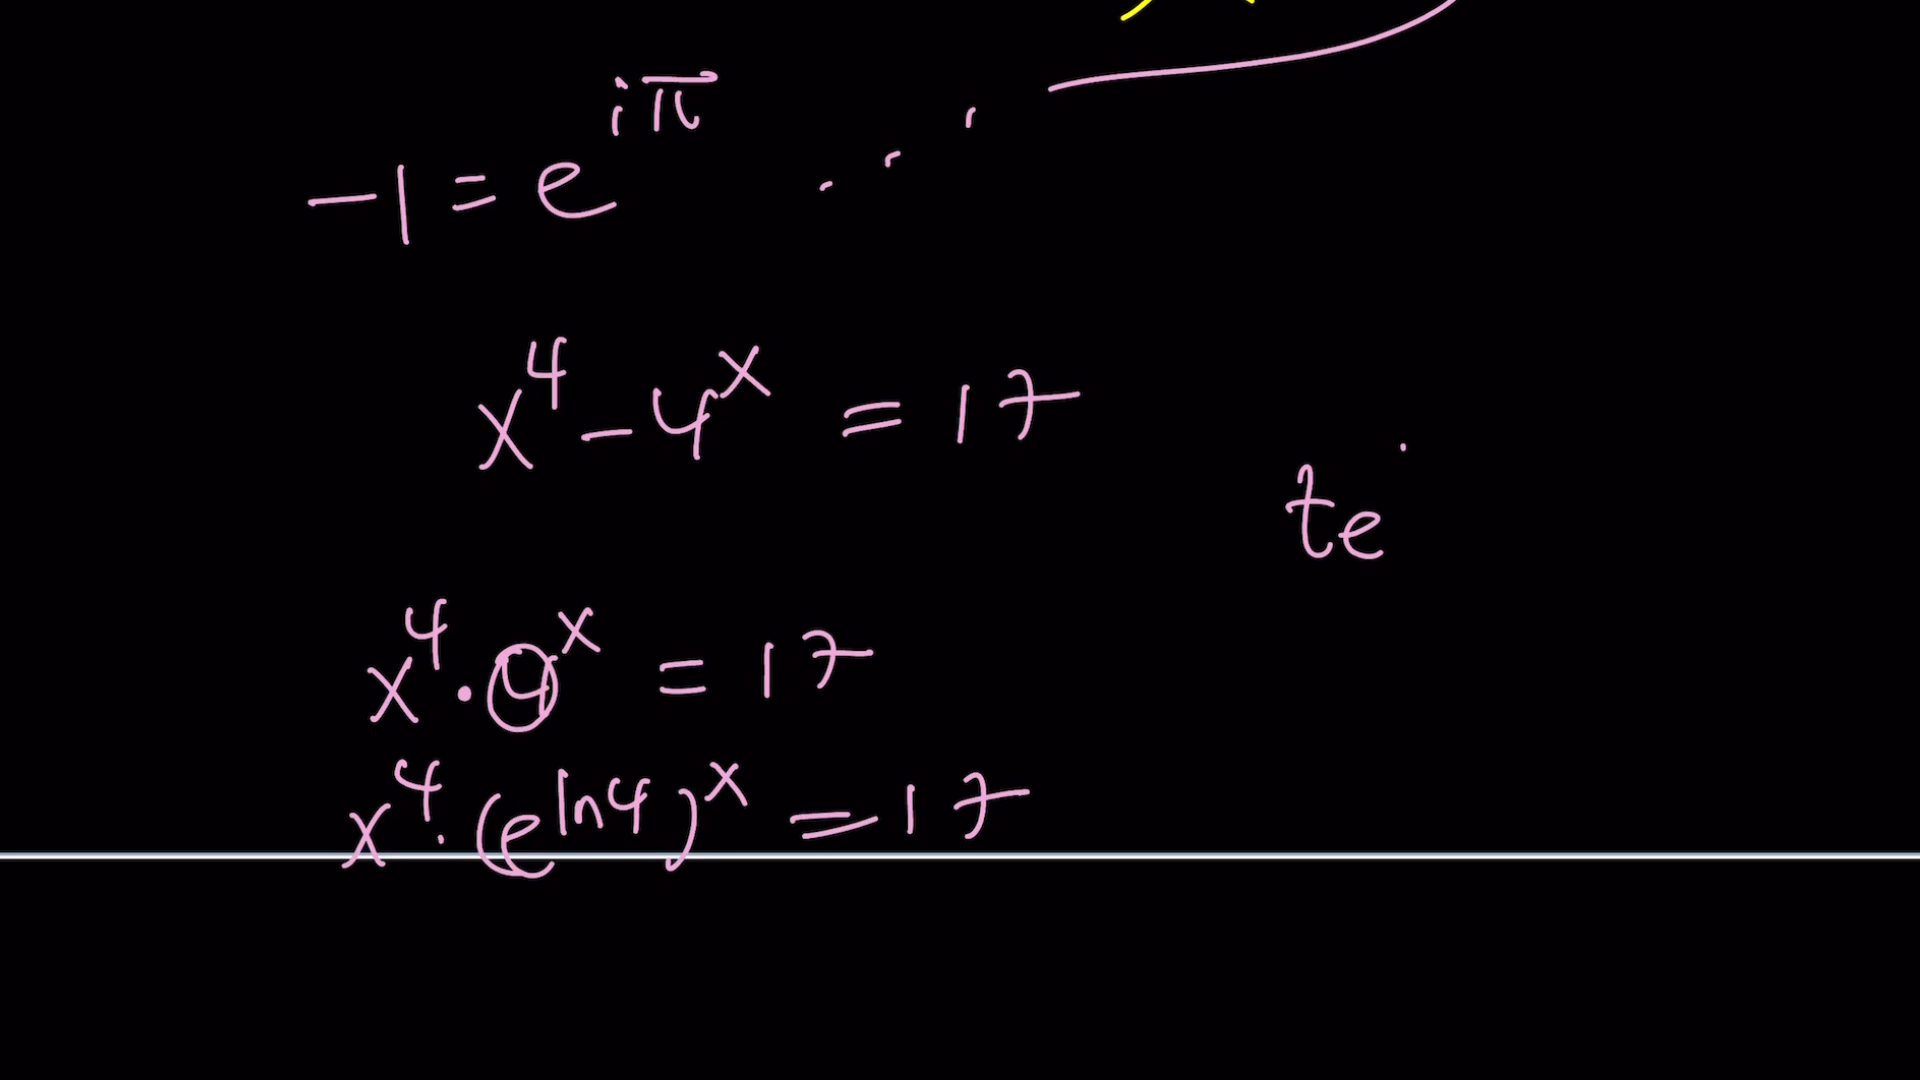 -1 = e^{iπ}
x^4 - 4^x = 17
te
x^4 · 4^x = 17
x^4 · (e^{ln4})^x = 17